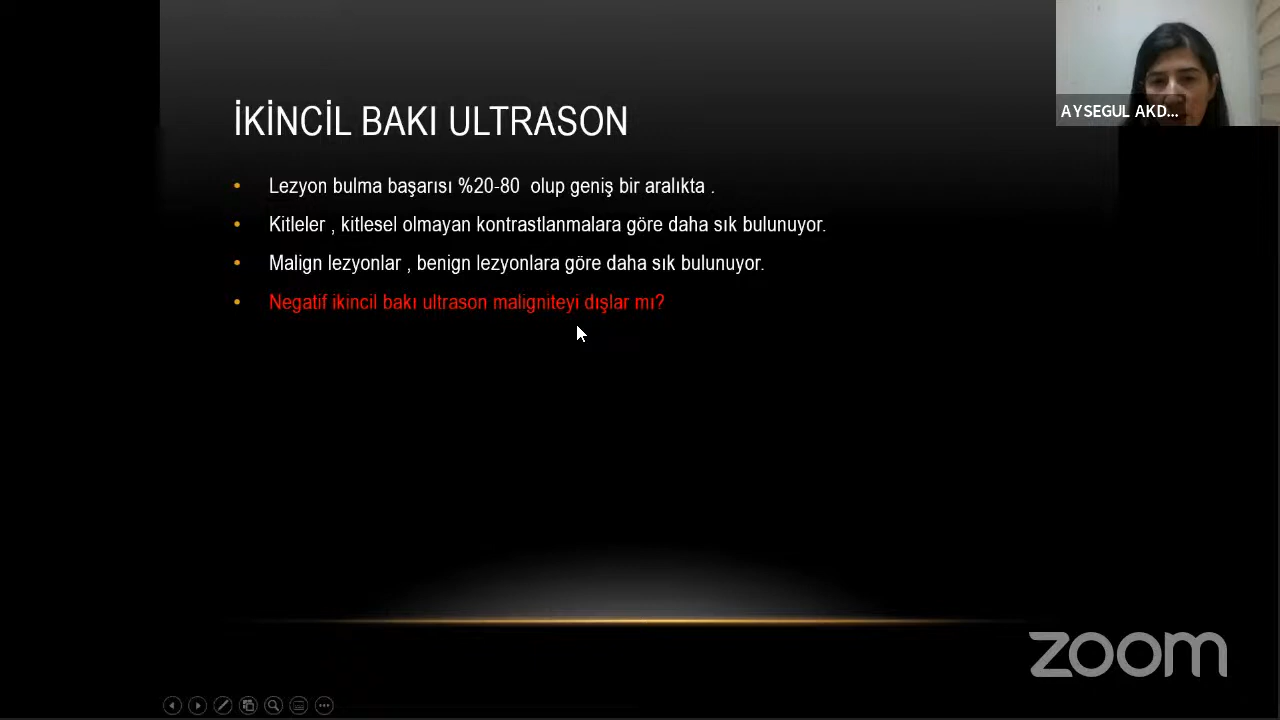 İKİNCİL BAKI ULTRASON
Lezyon bulma başarısı %20-80 olup geniş bir aralıkta .
Kitleler , kitlesel olmayan kontrastlanmalara göre daha sık bulunuyor.
Malign lezyonlar , benign lezyonlara göre daha sık bulunuyor.
Negatif ikincil bakı ultrason maligniteyi dışlar mı?
AYSEGUL AKD...
zoom